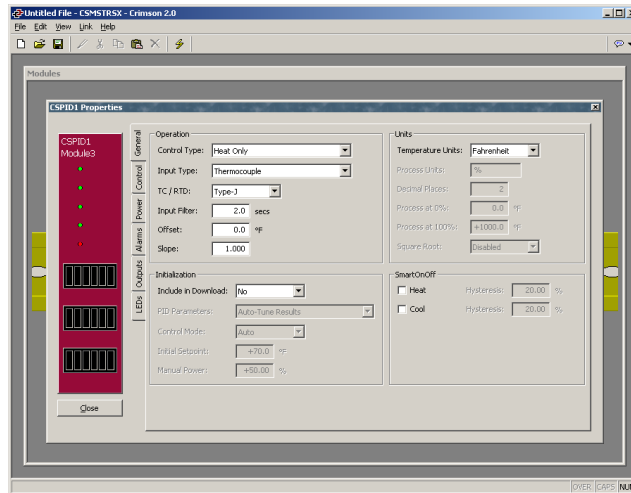 Untitled File - CSMSTRSX - Crimson 2.0
File Edit View Link Help
Modules
CSPID1 Properties
CSPID1
Module3
General
Control
Power
Alarms
Outputs
LEDs
Operation
Control Type: Heat Only
Input Type: Thermocouple
TC / RTD: Type-J
Input Filter: 2.0 secs
Offset: 0.0 °F
Slope: 1.000
Initialization
Include in Download: No
PID Parameters: Auto-Tune Results
Control Mode: Auto
Initial Setpoint: +70.0 °F
Manual Power: +50.00 %
Units
Temperature Units: Fahrenheit
Process Units: %
Decimal Places: 2
Process at 0%: 0.0 °F
Process at 100%: +1000.0 °F
Square Root: Disabled
SmartOnOff
Heat Hysteresis: 20.00 %
Cool Hysteresis: 20.00 %
Close
OVER CAPS NUM